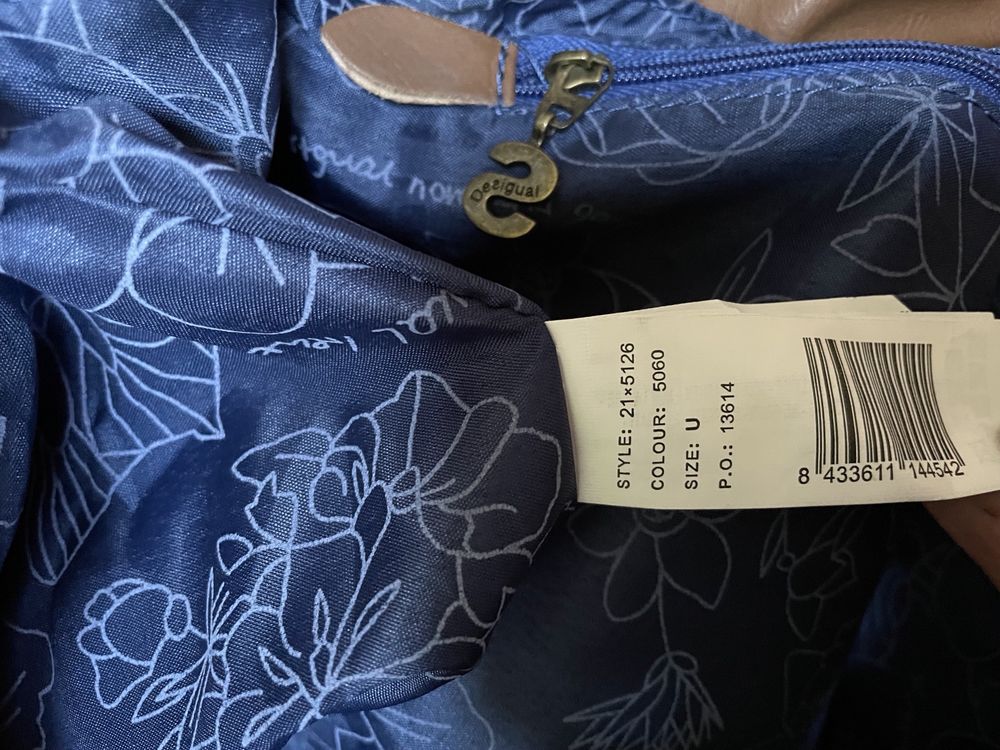 Desigual
STYLE: 21×5126
COLOUR: 5060
SIZE: U
P.O.: 13614
8 433611 144542